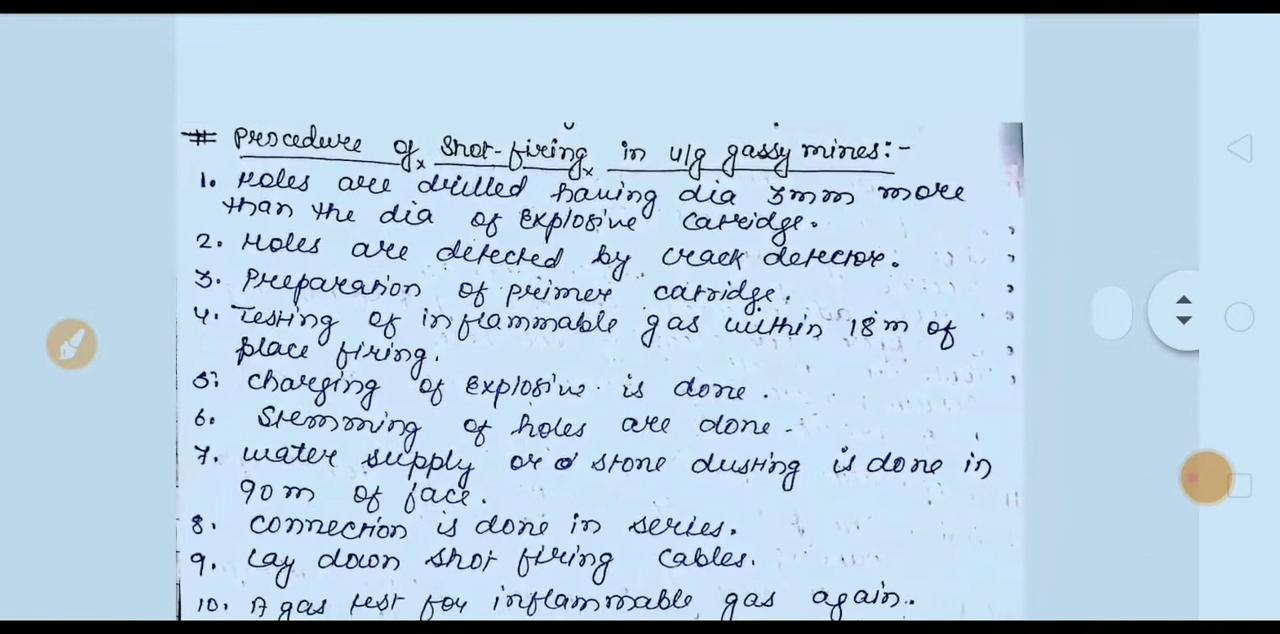 # Procedure of shot-firing in u/g gassy mines:-
1. Holes are drilled having dia 3mm more
than the dia of explosive catridge.
2. Holes are detected by crack detector.
3. Preparation of primer catridge.
4. Testing of inflammable gas within 18m of
place firing.
5. charging of explosive is done.
6. Stemming of holes are done.
7. water supply or stone dusting is done in
90m of face.
8. connection is done in series.
9. Lay down shot firing cables.
10. A gas test for inflammable gas again.